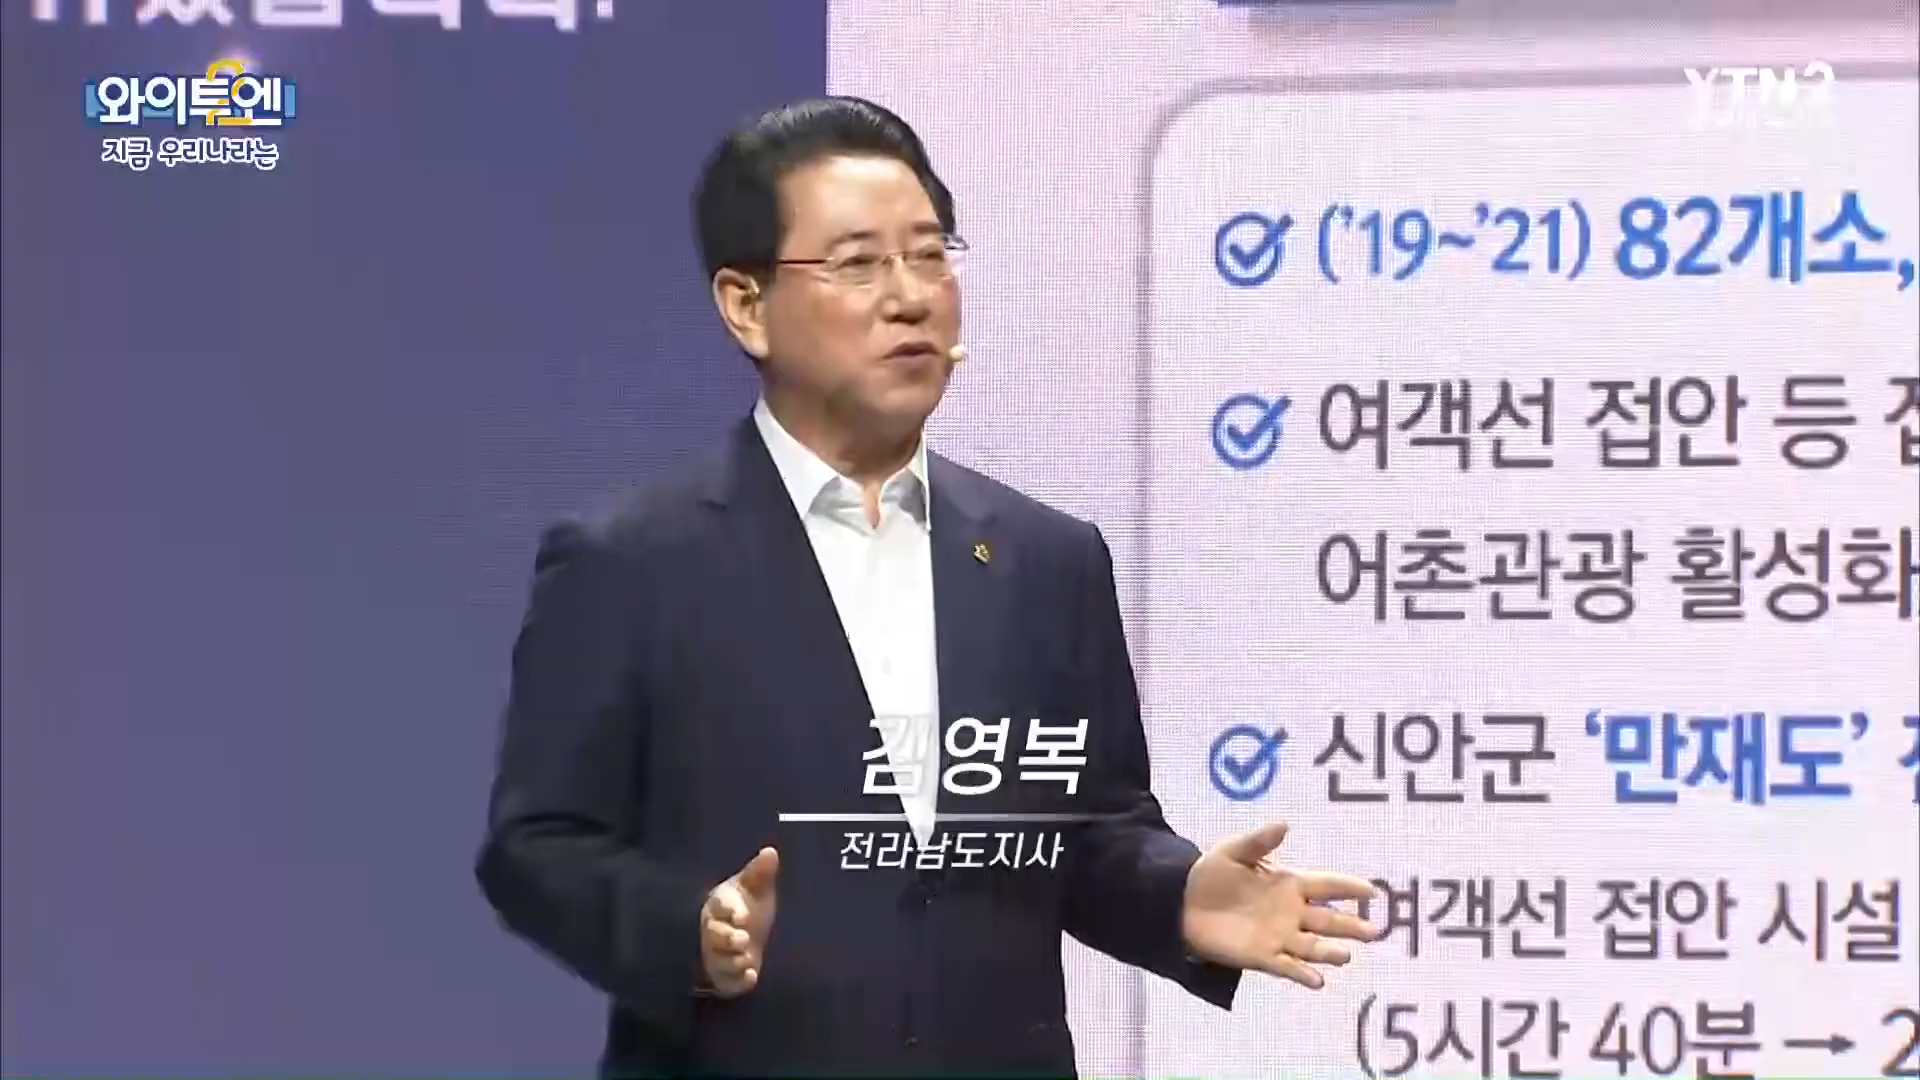 와이투엔
지금 우리나라는
YTN2
('19~'21) 82개소,
여객선 접안 등
어촌관광 활성화
신안군 '만재도'
여객선 접안 시설
(5시간 40분 → 2
김영복
전라남도지사